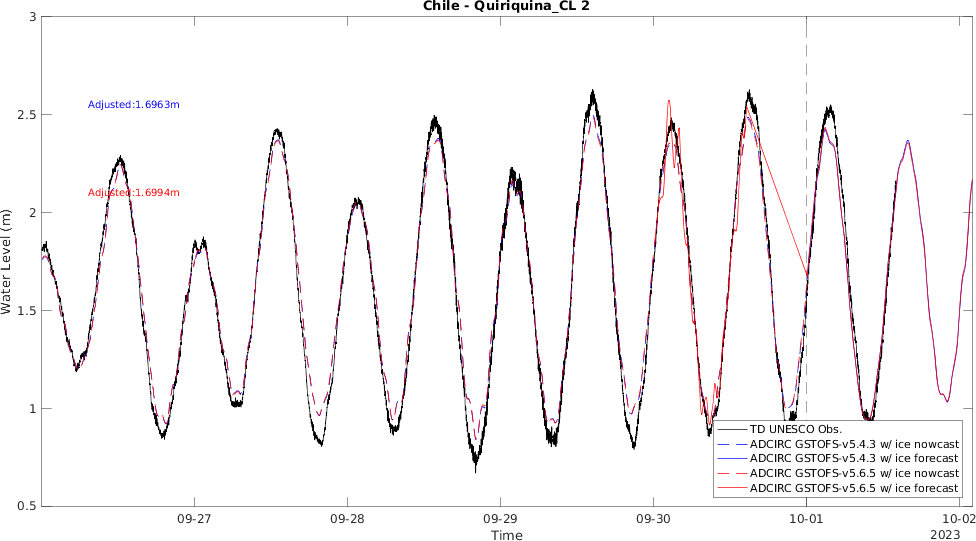 Chile - Quiriquina_CL 2
3
Adjusted:1.6963m
2.5
Adjusted:1.6994m
2
Water Level (m)
1.5
1
TD UNESCO Obs.
ADCIRC GSTOFS-v5.4.3 w/ ice nowcast
ADCIRC GSTOFS-v5.4.3 w/ ice forecast
ADCIRC GSTOFS-v5.6.5 w/ ice nowcast
ADCIRC GSTOFS-v5.6.5 w/ ice forecast
0.5
09-27 09-28 09-29 09-30 10-01 10-02
Time 2023